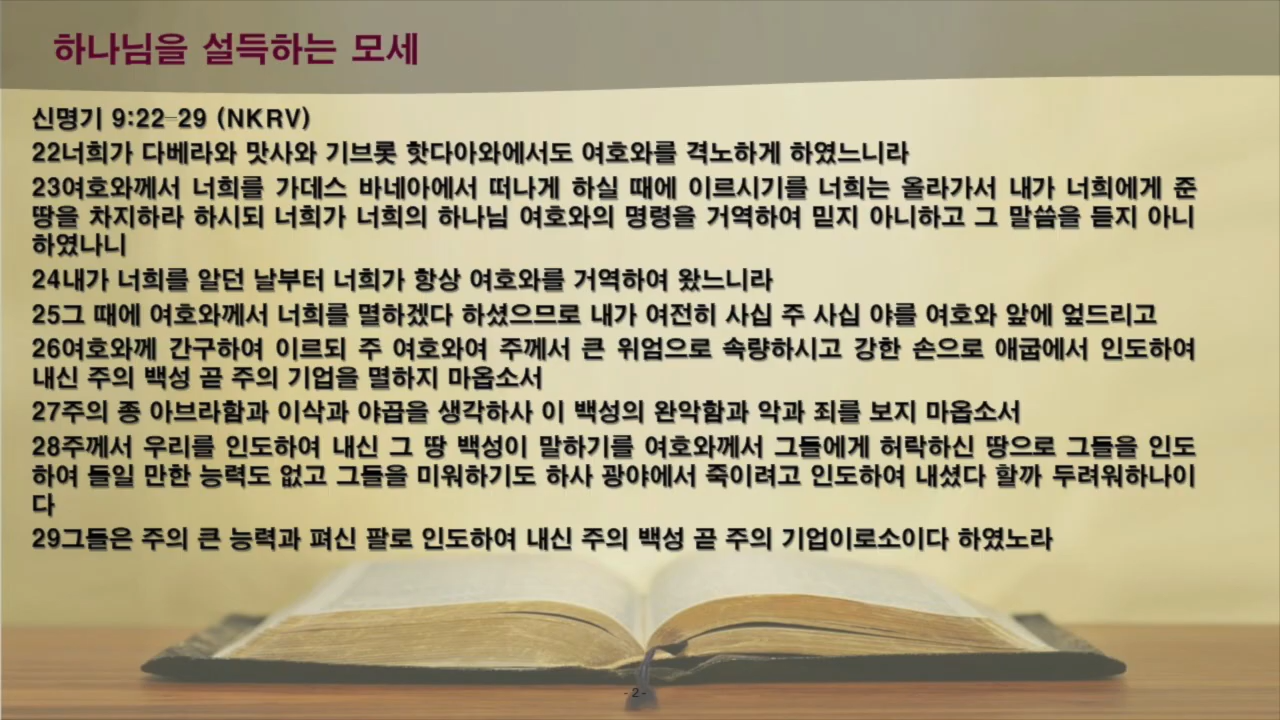 하나님을 설득하는 모세
신명기 9:22–29 (NKRV)
22너희가 다베라와 맛사와 기브롯 핫다아와에서도 여호와를 격노하게 하였느니라
23여호와께서 너희를 가데스 바네아에서 떠나게 하실 때에 이르시기를 너희는 올라가서 내가 너희에게 준
땅을 차지하라 하시되 너희가 너희의 하나님 여호와의 명령을 거역하여 믿지 아니하고 그 말씀을 듣지 아니
하였나니
24내가 너희를 알던 날부터 너희가 항상 여호와를 거역하여 왔느니라
25그 때에 여호와께서 너희를 멸하겠다 하셨으므로 내가 여전히 사십 주 사십 야를 여호와 앞에 엎드리고
26여호와께 간구하여 이르되 주 여호와여 주께서 큰 위엄으로 속량하시고 강한 손으로 애굽에서 인도하여
내신 주의 백성 곧 주의 기업을 멸하지 마옵소서
27주의 종 아브라함과 이삭과 야곱을 생각하사 이 백성의 완악함과 악과 죄를 보지 마옵소서
28주께서 우리를 인도하여 내신 그 땅 백성이 말하기를 여호와께서 그들에게 허락하신 땅으로 그들을 인도
하여 들일 만한 능력도 없고 그들을 미워하기도 하사 광야에서 죽이려고 인도하여 내셨다 할까 두려워하나이
다
29그들은 주의 큰 능력과 펴신 팔로 인도하여 내신 주의 백성 곧 주의 기업이로소이다 하였노라
- 2 -